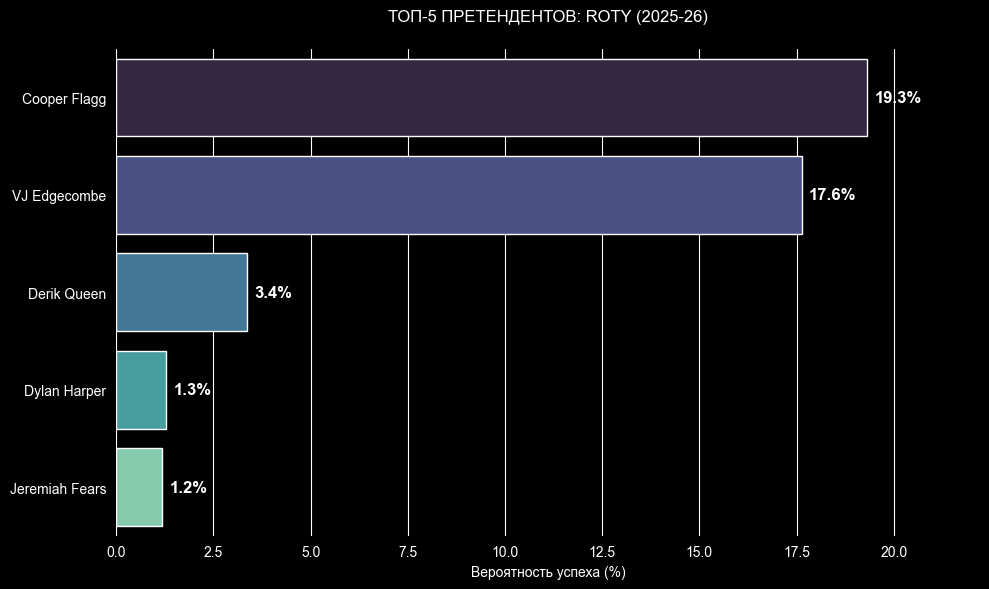 ТОП-5 ПРЕТЕНДЕНТОВ: ROTY (2025-26)
Cooper Flagg 19.3%
VJ Edgecombe 17.6%
Derik Queen 3.4%
Dylan Harper 1.3%
Jeremiah Fears 1.2%
0.0 2.5 5.0 7.5 10.0 12.5 15.0 17.5 20.0
Вероятность успеха (%)